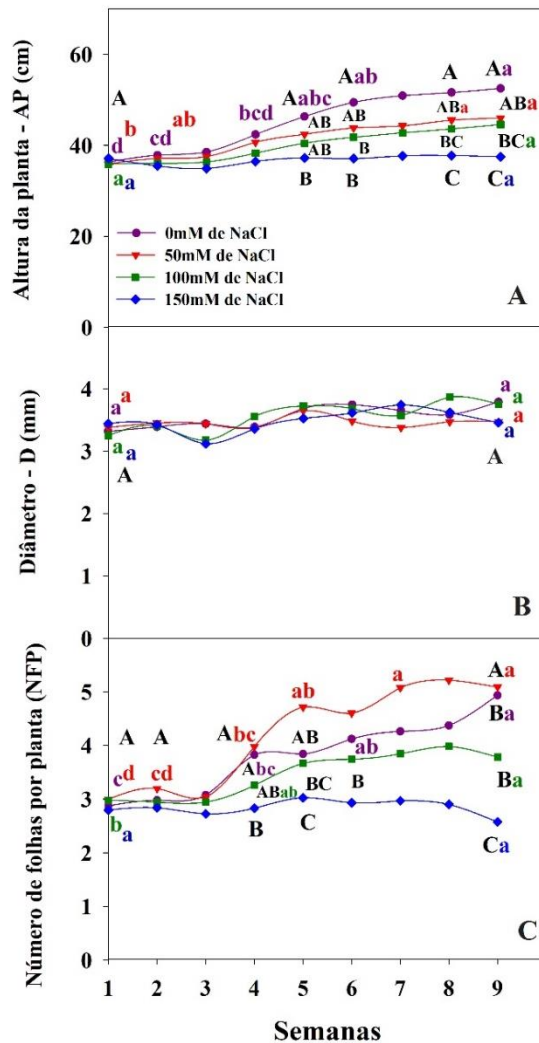 60
Altura da planta - AP (cm)
A
Aabc
Aab
A
Aa
b
ab
bcd
AB
AB
ABa
ABa
d
cd
AB
B
BC
BCa
40
aa
B
B
C
Ca
0mM de NaCl
50mM de NaCl
100mM de NaCl
150mM de NaCl
20
A
0
Diâmetro - D (mm)
4
a
a
a
a
a
3
a
a
a
A
A
2
1
B
0
Número de folhas por planta (NFP)
5
ab
a
Aa
A
A
Abc
AB
Ba
4
cd
cd
Abc
ab
3
ABab
BC
B
Ba
b
a
B
C
Ca
2
1
C
0
1 2 3 4 5 6 7 8 9
Semanas